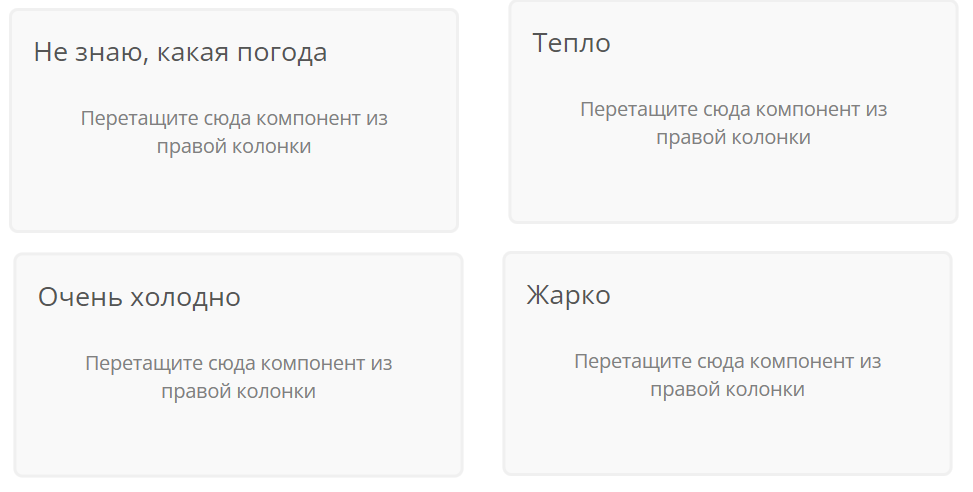 Не знаю, какая погода
Перетащите сюда компонент из
правой колонки
Тепло
Перетащите сюда компонент из
правой колонки
Очень холодно
Перетащите сюда компонент из
правой колонки
Жарко
Перетащите сюда компонент из
правой колонки